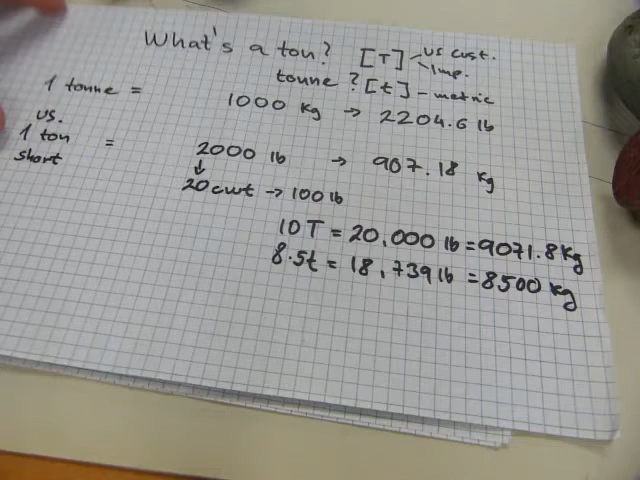 What's a ton? [T] US cust.
Imp.
tonne? [t] - metric
1 tonne = 1000 kg → 2204.6 lb
US.
1 ton = 2000 lb → 907.18 kg
short
↓
20 cwt → 100 lb
10T = 20,000 lb = 9071.8 Kg
8.5t = 18,739 lb = 8500 kg